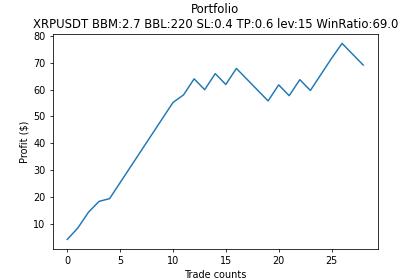 Portfolio
XRPUSDT BBM:2.7 BBL:220 SL:0.4 TP:0.6 lev:15 WinRatio:69.0
80
70
60
50
40
30
20
10
Profit ($)
0 5 10 15 20 25
Trade counts